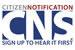 CITIZENNOTIFICATION
CNS
SIGN UP TO HEAR IT FIRST